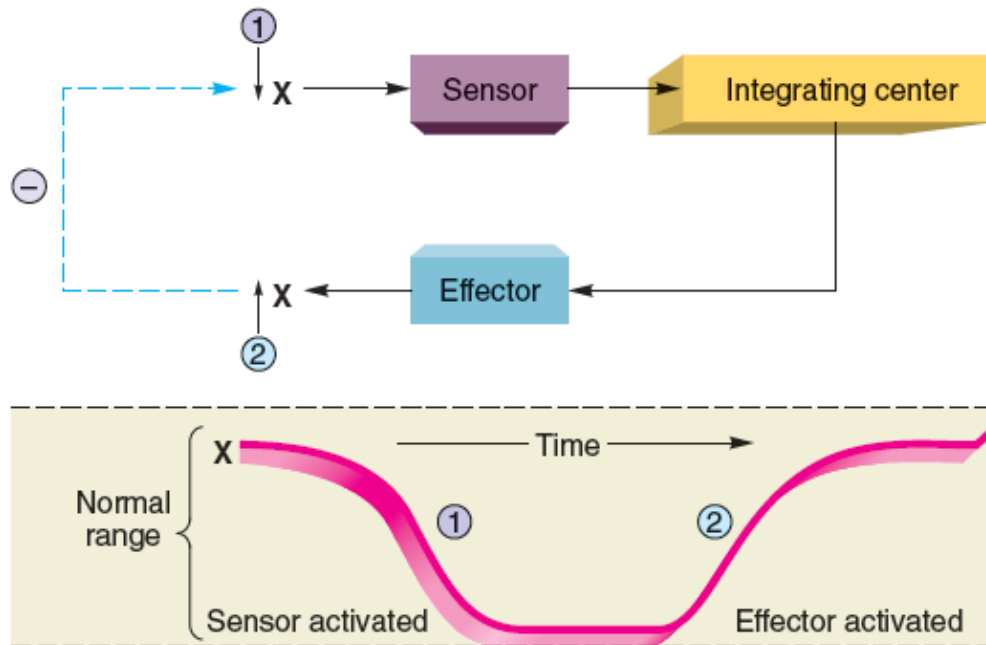 ①
X
Sensor
Integrating center
−
Effector
X
②
X
Time
Normal
range
①
②
Sensor activated
Effector activated